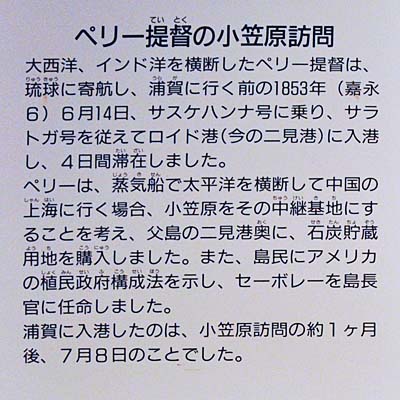 ペリー提督の小笠原訪問
大西洋、インド洋を横断したペリー提督は、
琉球に寄航し、浦賀に行く前の1853年（嘉永
6）6月14日、サスケハンナ号に乗り、サラ
トガ号を従えてロイド港（今の二見港）に入港
し、4日間滞在しました。
ペリーは、蒸気船で太平洋を横断して中国の
上海に行く場合、小笠原をその中継基地にす
ることを考え、父島の二見港奥に、石炭貯蔵
用地を購入しました。また、島民にアメリカ
の植民政府構成法を示し、セーボレーを島長
官に任命しました。
浦賀に入港したのは、小笠原訪問の約1ヶ月
後、7月8日のことでした。